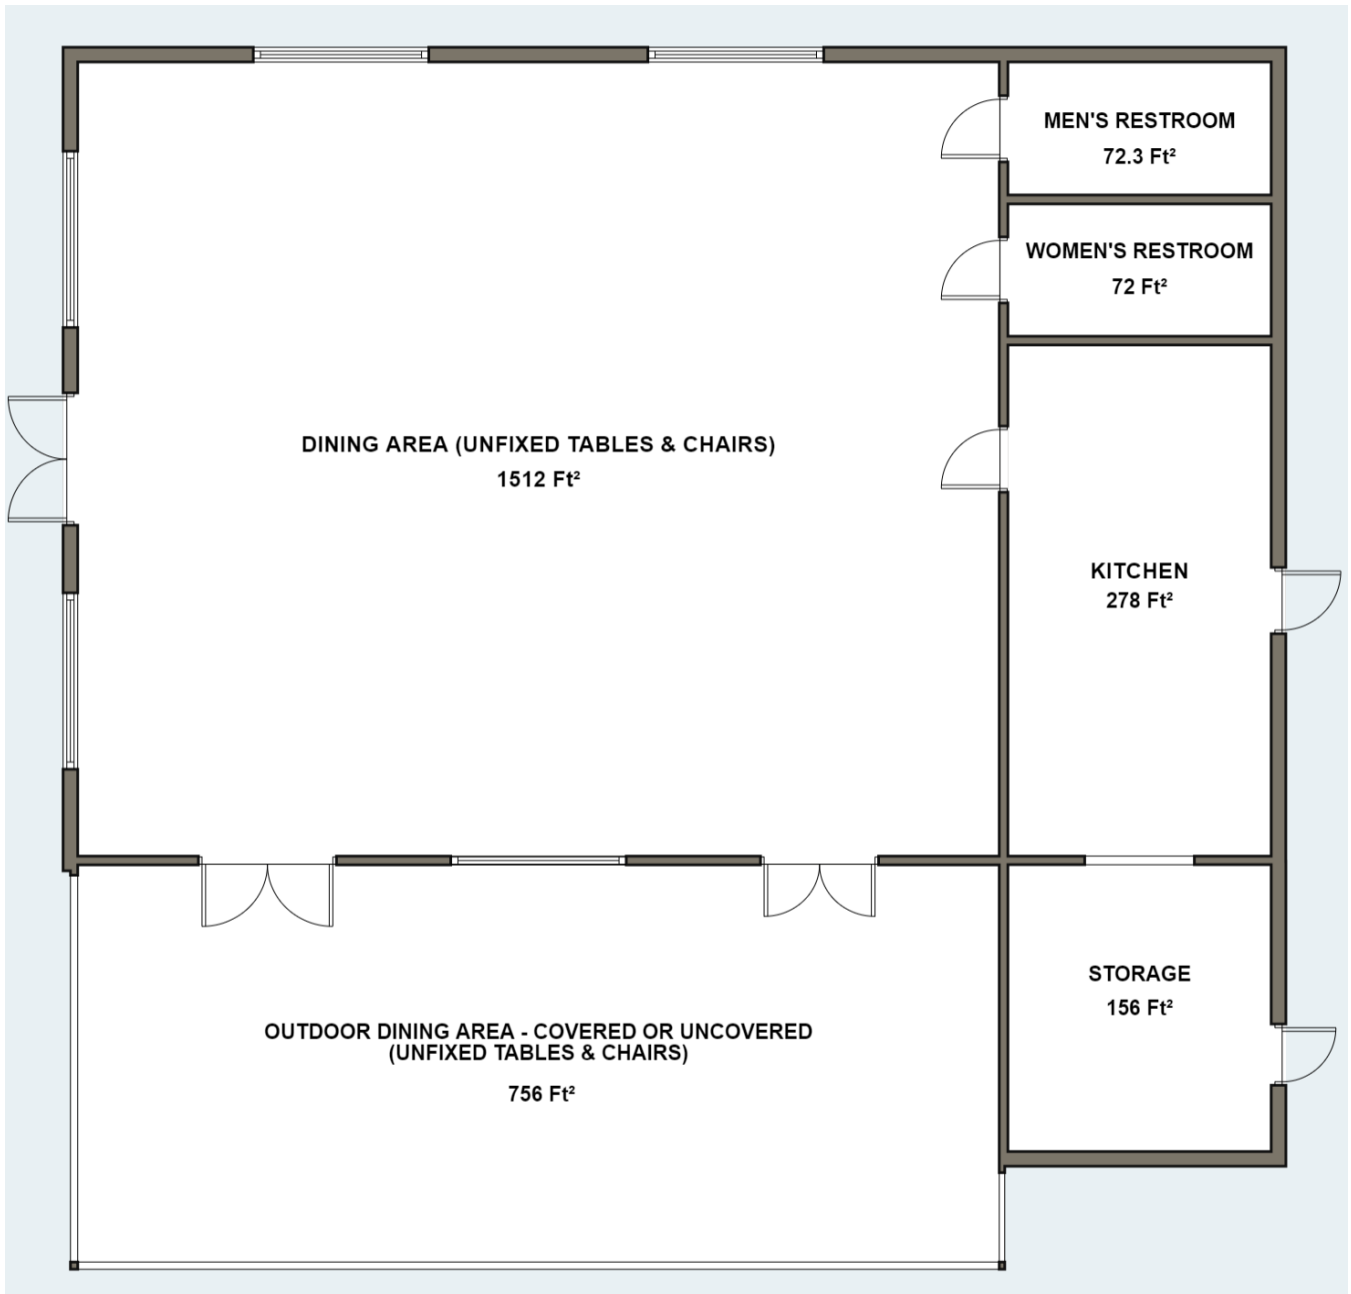 MEN'S RESTROOM
72.3 Ft²
WOMEN'S RESTROOM
72 Ft²
DINING AREA (UNFIXED TABLES & CHAIRS)
1512 Ft²
KITCHEN
278 Ft²
STORAGE
156 Ft²
OUTDOOR DINING AREA - COVERED OR UNCOVERED
(UNFIXED TABLES & CHAIRS)
756 Ft²